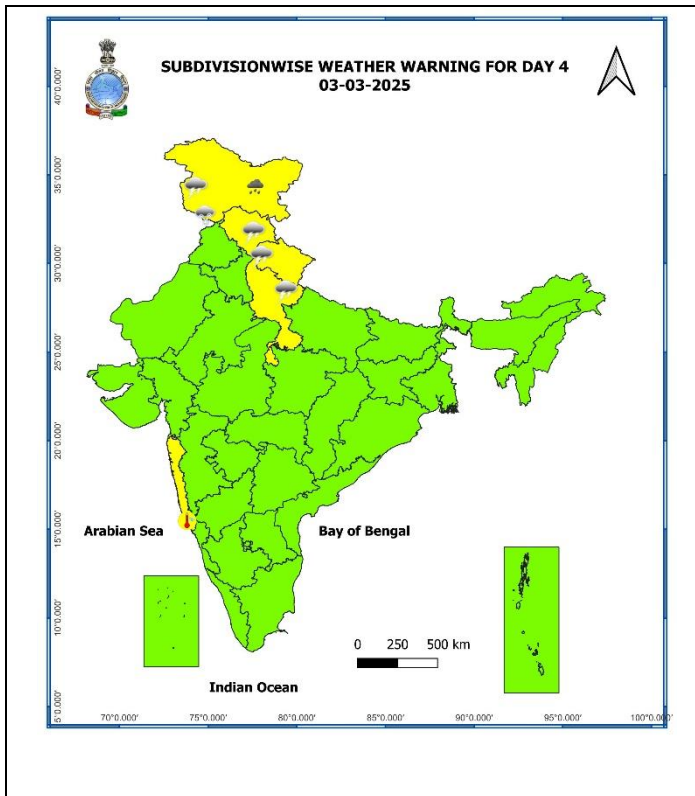 SUBDIVISIONWISE WEATHER WARNING FOR DAY 4
03-03-2025
40°0.000'
35°0.000'
30°0.000'
25°0.000'
20°0.000'
15°0.000'
10°0.000'
5°0.000'
Arabian Sea
Bay of Bengal
0 250 500 km
Indian Ocean
70°0.000' 75°0.000' 80°0.000' 85°0.000' 90°0.000' 95°0.000' 100°0.000'